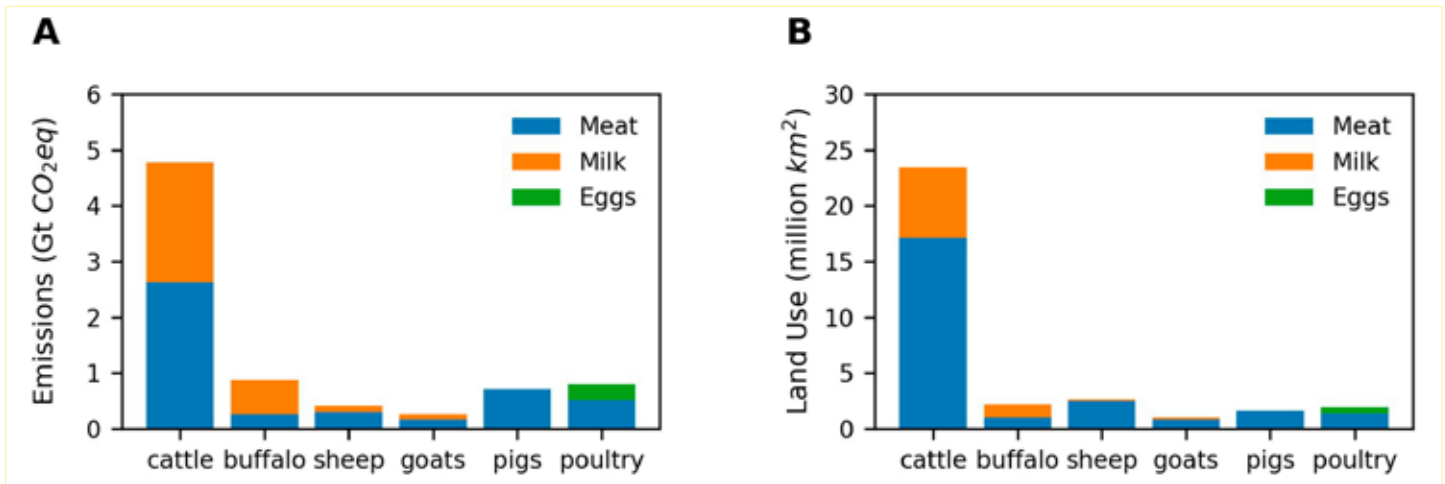 A
Emissions (Gt CO₂eq)
6
5
4
3
2
1
0
Meat
Milk
Eggs
cattle buffalo sheep goats pigs poultry
B
Land Use (million km²)
30
25
20
15
10
5
0
Meat
Milk
Eggs
cattle buffalo sheep goats pigs poultry